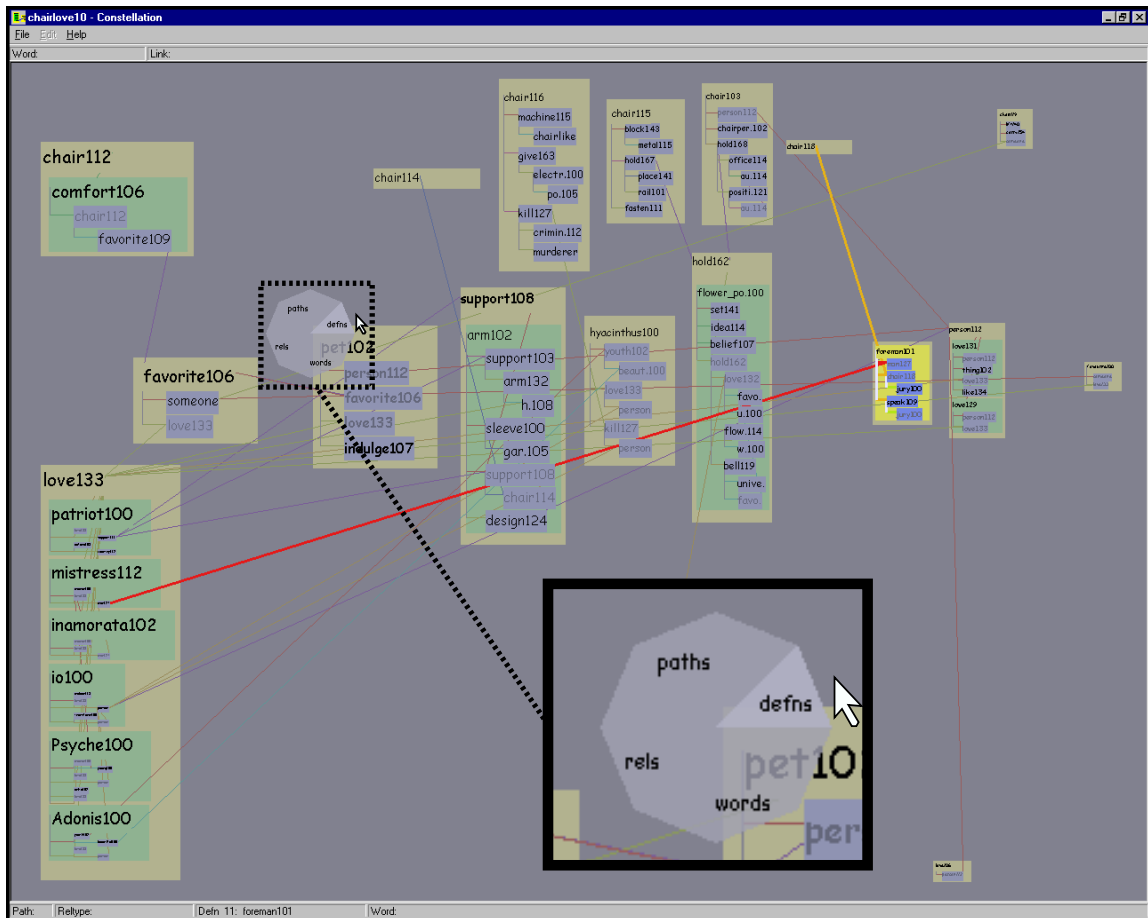 chairlove10 - Constellation
File Edit Help
Word: Link:
chair112
comfort106
chair112
favorite109
chair114
chair116
machine115
chairlike
give163
electr.100
po.105
kill127
crimin.112
murderer
chair115
block143
metal115
hold167
place141
rail101
fasten111
chair103
person112
chairper.102
hold168
office114
au.114
positi.121
au.114
chair118
paths
defns
rels
words
pet102
person112
favorite106
love133
indulge107
favorite106
someone
love133
support108
arm102
support103
arm132
h.108
sleeve100
gar.105
support108
chair114
design124
hyacinthus100
youth102
beaut.100
love133
person
kill127
person
hold162
flower_po.100
set141
idea114
belief107
hold162
love132
favo.
u.100
flow.114
w.100
bell119
unive.
favo.
foreman101
man127
chair112
jury100
speak109
jury100
person112
love131
person112
thing102
love133
like134
love129
person112
love133
love133
patriot100
mistress112
inamorata102
io100
Psyche100
Adonis100
paths
defns
rels
words
pet10
per
Path: Reltype: Defn 11: foreman101 Word: